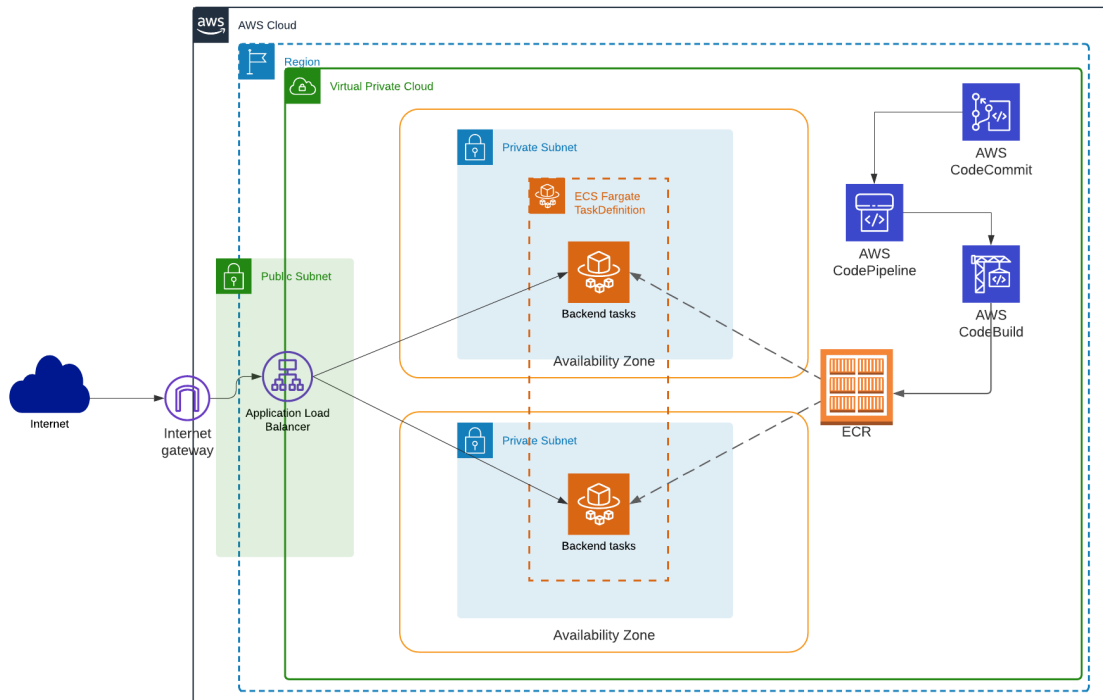 aws
AWS Cloud
Region
Virtual Private Cloud
Private Subnet
ECS Fargate
TaskDefinition
Backend tasks
Availability Zone
AWS
CodeCommit
AWS
CodePipeline
AWS
CodeBuild
Public Subnet
Internet
Internet
gateway
Application Load
Balancer
ECR
Private Subnet
Backend tasks
Availability Zone